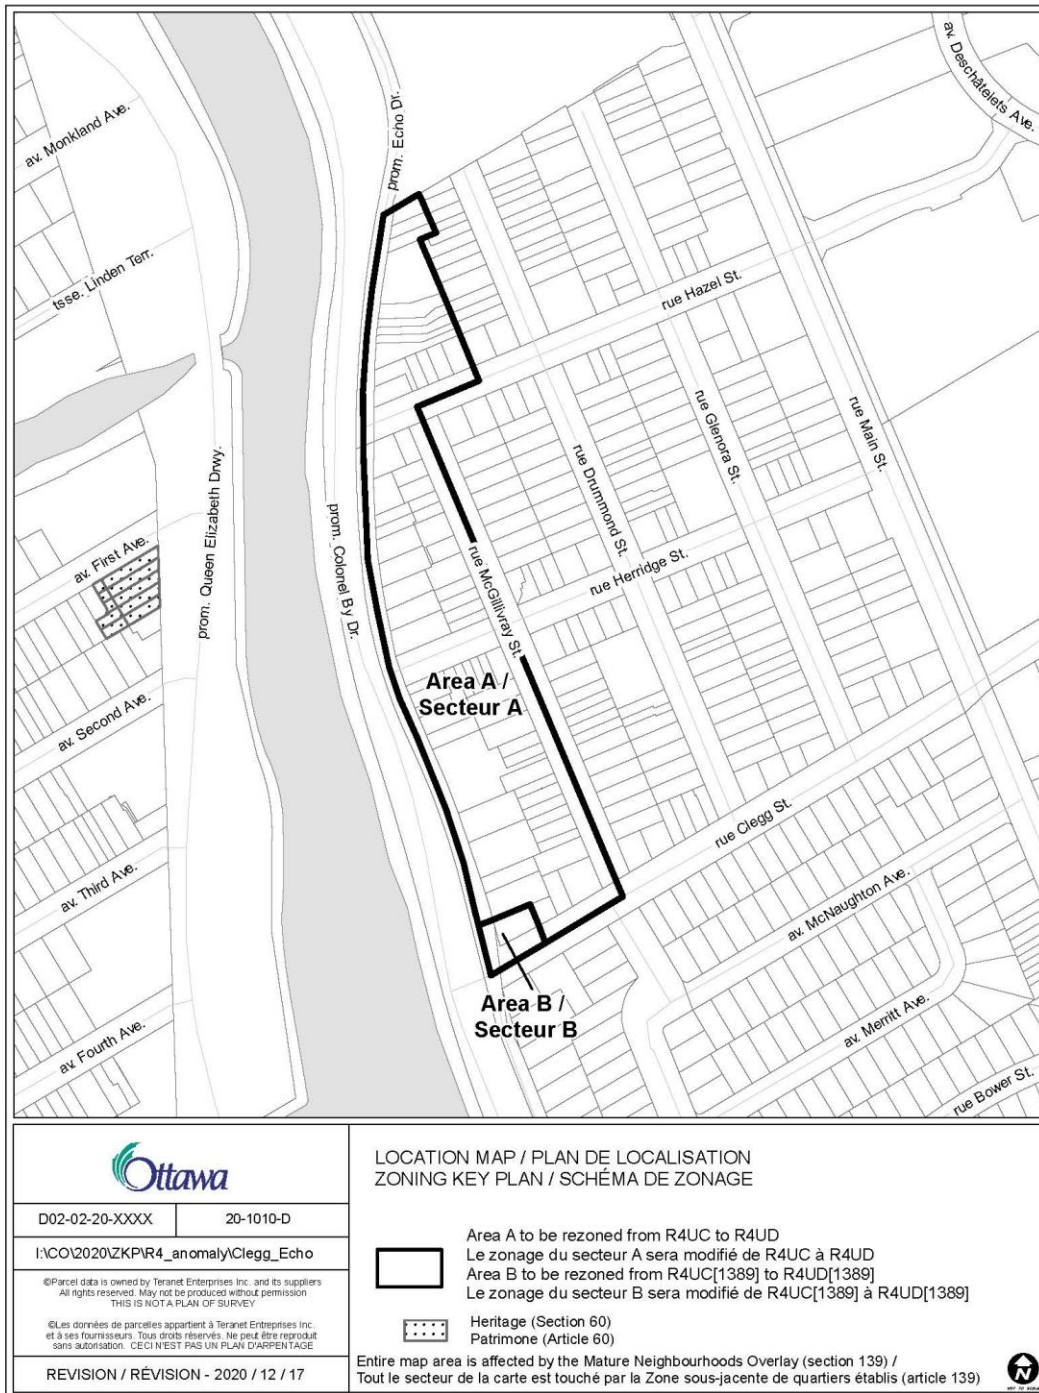 av. Deschâtelets Ave.
av. Monkland Ave.
prom. Echo Dr.
tsse. Linden Terr.
rue Hazel St.
rue Glenora St.
rue Main St.
rue Drummond St.
prom. Queen Elizabeth Drwy.
prom. Colonel By Dr.
av. First Ave.
rue McGillivray St.
rue Herridge St.
Area A /
Secteur A
av. Second Ave.
rue Clegg St.
av. Third Ave.
av. McNaughton Ave.
Area B /
Secteur B
av. Merritt Ave.
av. Fourth Ave.
rue Bower St.
Ottawa
D02-02-20-XXXX
20-1010-D
I:\CO\2020\ZKP\R4_anomaly\Clegg_Echo
©Parcel data is owned by Teranet Enterprises Inc. and its suppliers
All rights reserved. May not be produced without permission
THIS IS NOT A PLAN OF SURVEY
©Les données de parcelles appartient à Teranet Entreprises Inc.
et à ses fournisseurs. Tous droits réservés. Ne peut être reproduit
sans autorisation. CECI N'EST PAS UN PLAN D'ARPENTAGE
REVISION / RÉVISION - 2020 / 12 / 17
LOCATION MAP / PLAN DE LOCALISATION
ZONING KEY PLAN / SCHÉMA DE ZONAGE
Area A to be rezoned from R4UC to R4UD
Le zonage du secteur A sera modifié de R4UC à R4UD
Area B to be rezoned from R4UC[1389] to R4UD[1389]
Le zonage du secteur B sera modifié de R4UC[1389] à R4UD[1389]
Heritage (Section 60)
Patrimone (Article 60)
Entire map area is affected by the Mature Neighbourhoods Overlay (section 139) /
Tout le secteur de la carte est touché par la Zone sous-jacente de quartiers établis (article 139)
N
NOT TO SCALE